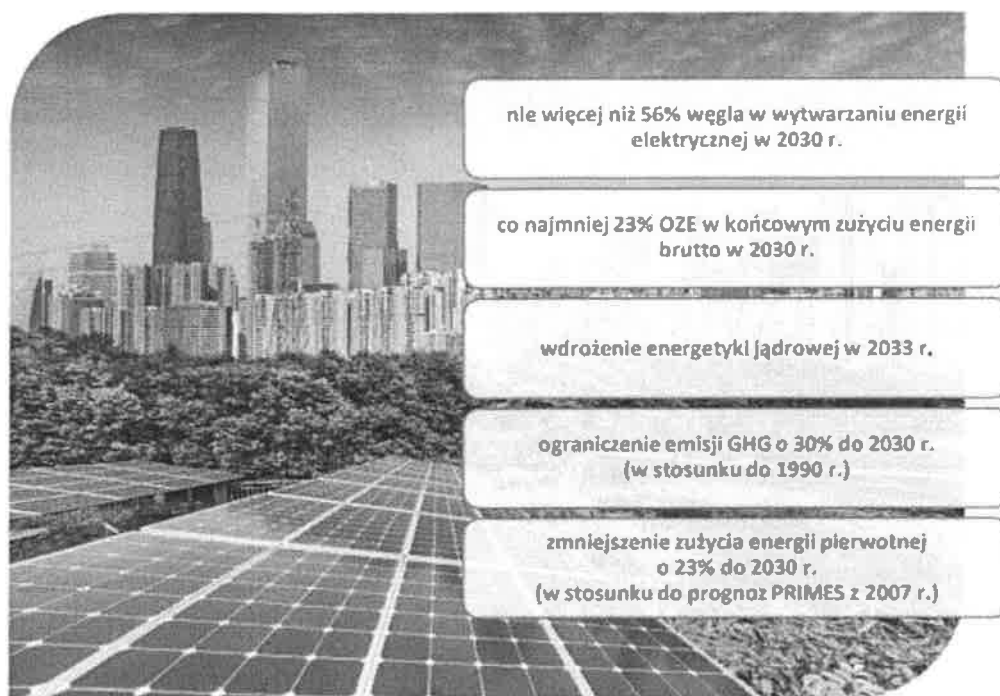 nie więcej niż 56% węgla w wytwarzaniu energii
elektrycznej w 2030 r.
co najmniej 23% OZE w końcowym zużyciu energii
brutto w 2030 r.
wdrożenie energetyki jądrowej w 2033 r.
ograniczenie emisji GHG o 30% do 2030 r.
(w stosunku do 1990 r.)
zmniejszenie zużycia energii pierwotnej
o 23% do 2030 r.
(w stosunku do prognoz PRIMES z 2007 r.)